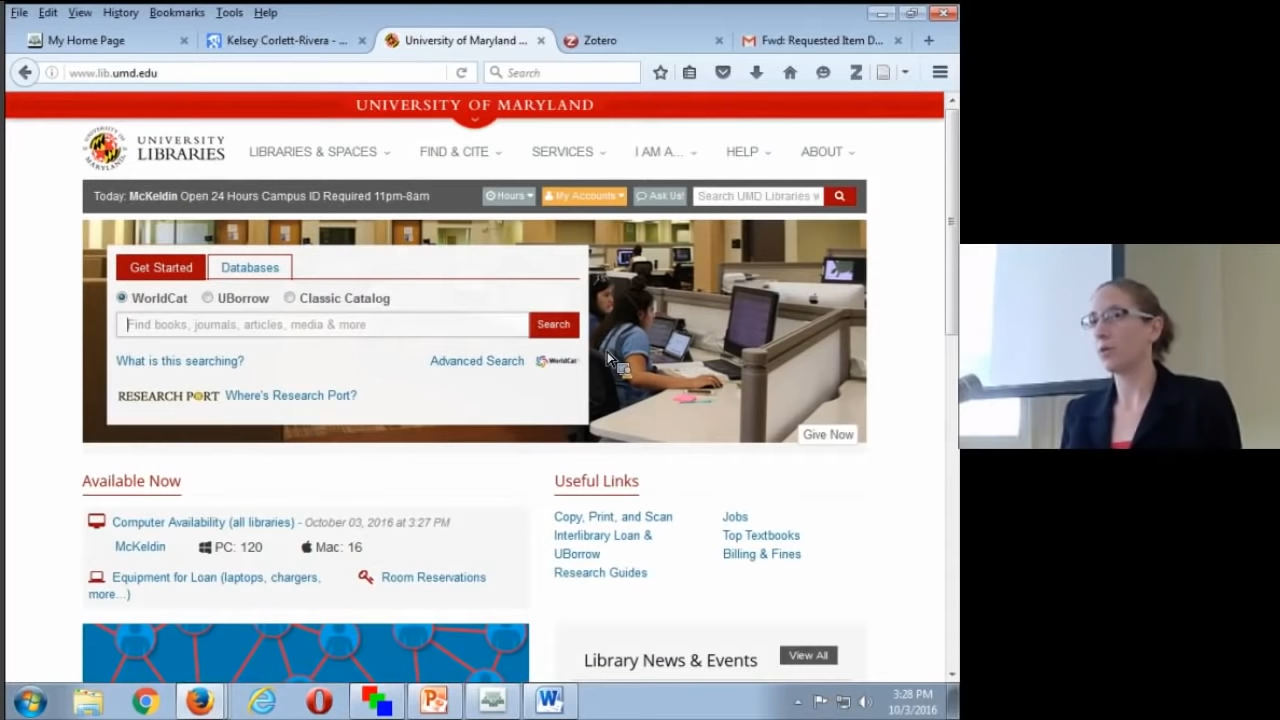 File Edit View History Bookmarks Tools Help
My Home Page
Kelsey Corlett-Rivera - ...
University of Maryland ...
Zotero
Fwd: Requested Item D...
www.lib.umd.edu
Search
UNIVERSITY OF MARYLAND
UNIVERSITY LIBRARIES
LIBRARIES & SPACES
FIND & CITE
SERVICES
I AM A...
HELP
ABOUT
Today: McKeldin Open 24 Hours Campus ID Required 11pm-8am
Hours
My Accounts
Ask Us!
Search UMD Libraries w
Get Started
Databases
WorldCat
UBorrow
Classic Catalog
Find books, journals, articles, media & more
Search
What is this searching?
Advanced Search
WorldCat
RESEARCH PORT
Where's Research Port?
Give Now
Available Now
Computer Availability (all libraries) - October 03, 2016 at 3:27 PM
McKeldin
PC: 120
Mac: 16
Equipment for Loan (laptops, chargers,
more...)
Room Reservations
Useful Links
Copy, Print, and Scan
Interlibrary Loan &
UBorrow
Research Guides
Jobs
Top Textbooks
Billing & Fines
Library News & Events
View All
3:28 PM
10/3/2016